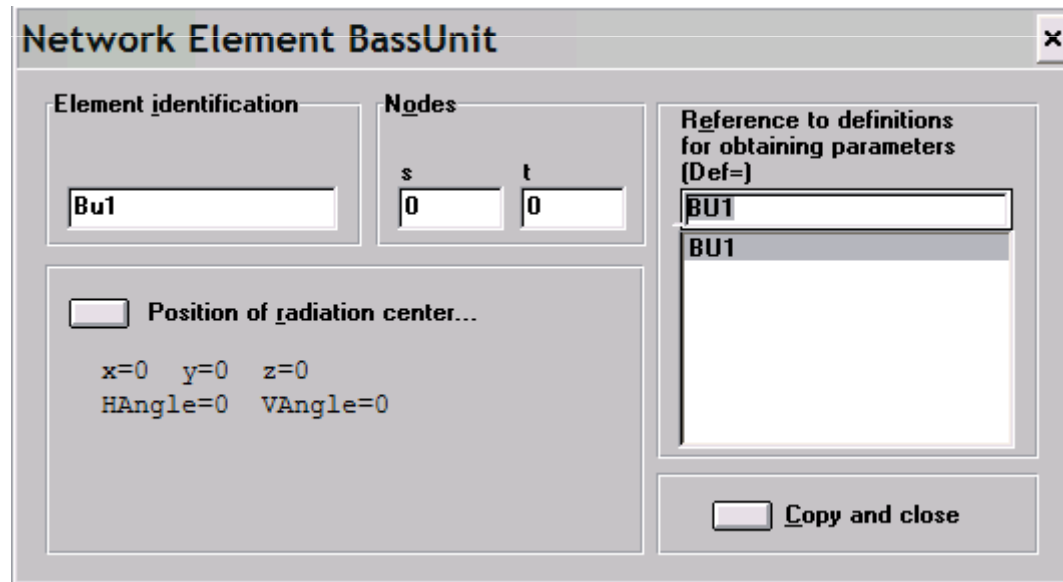 Network Element BassUnit
×
Element identification
Bu1
Nodes
s t
0 0
Reference to definitions
for obtaining parameters
(Def=)
BU1
BU1
Position of radiation center...
x=0 y=0 z=0
HAngle=0 VAngle=0
Copy and close